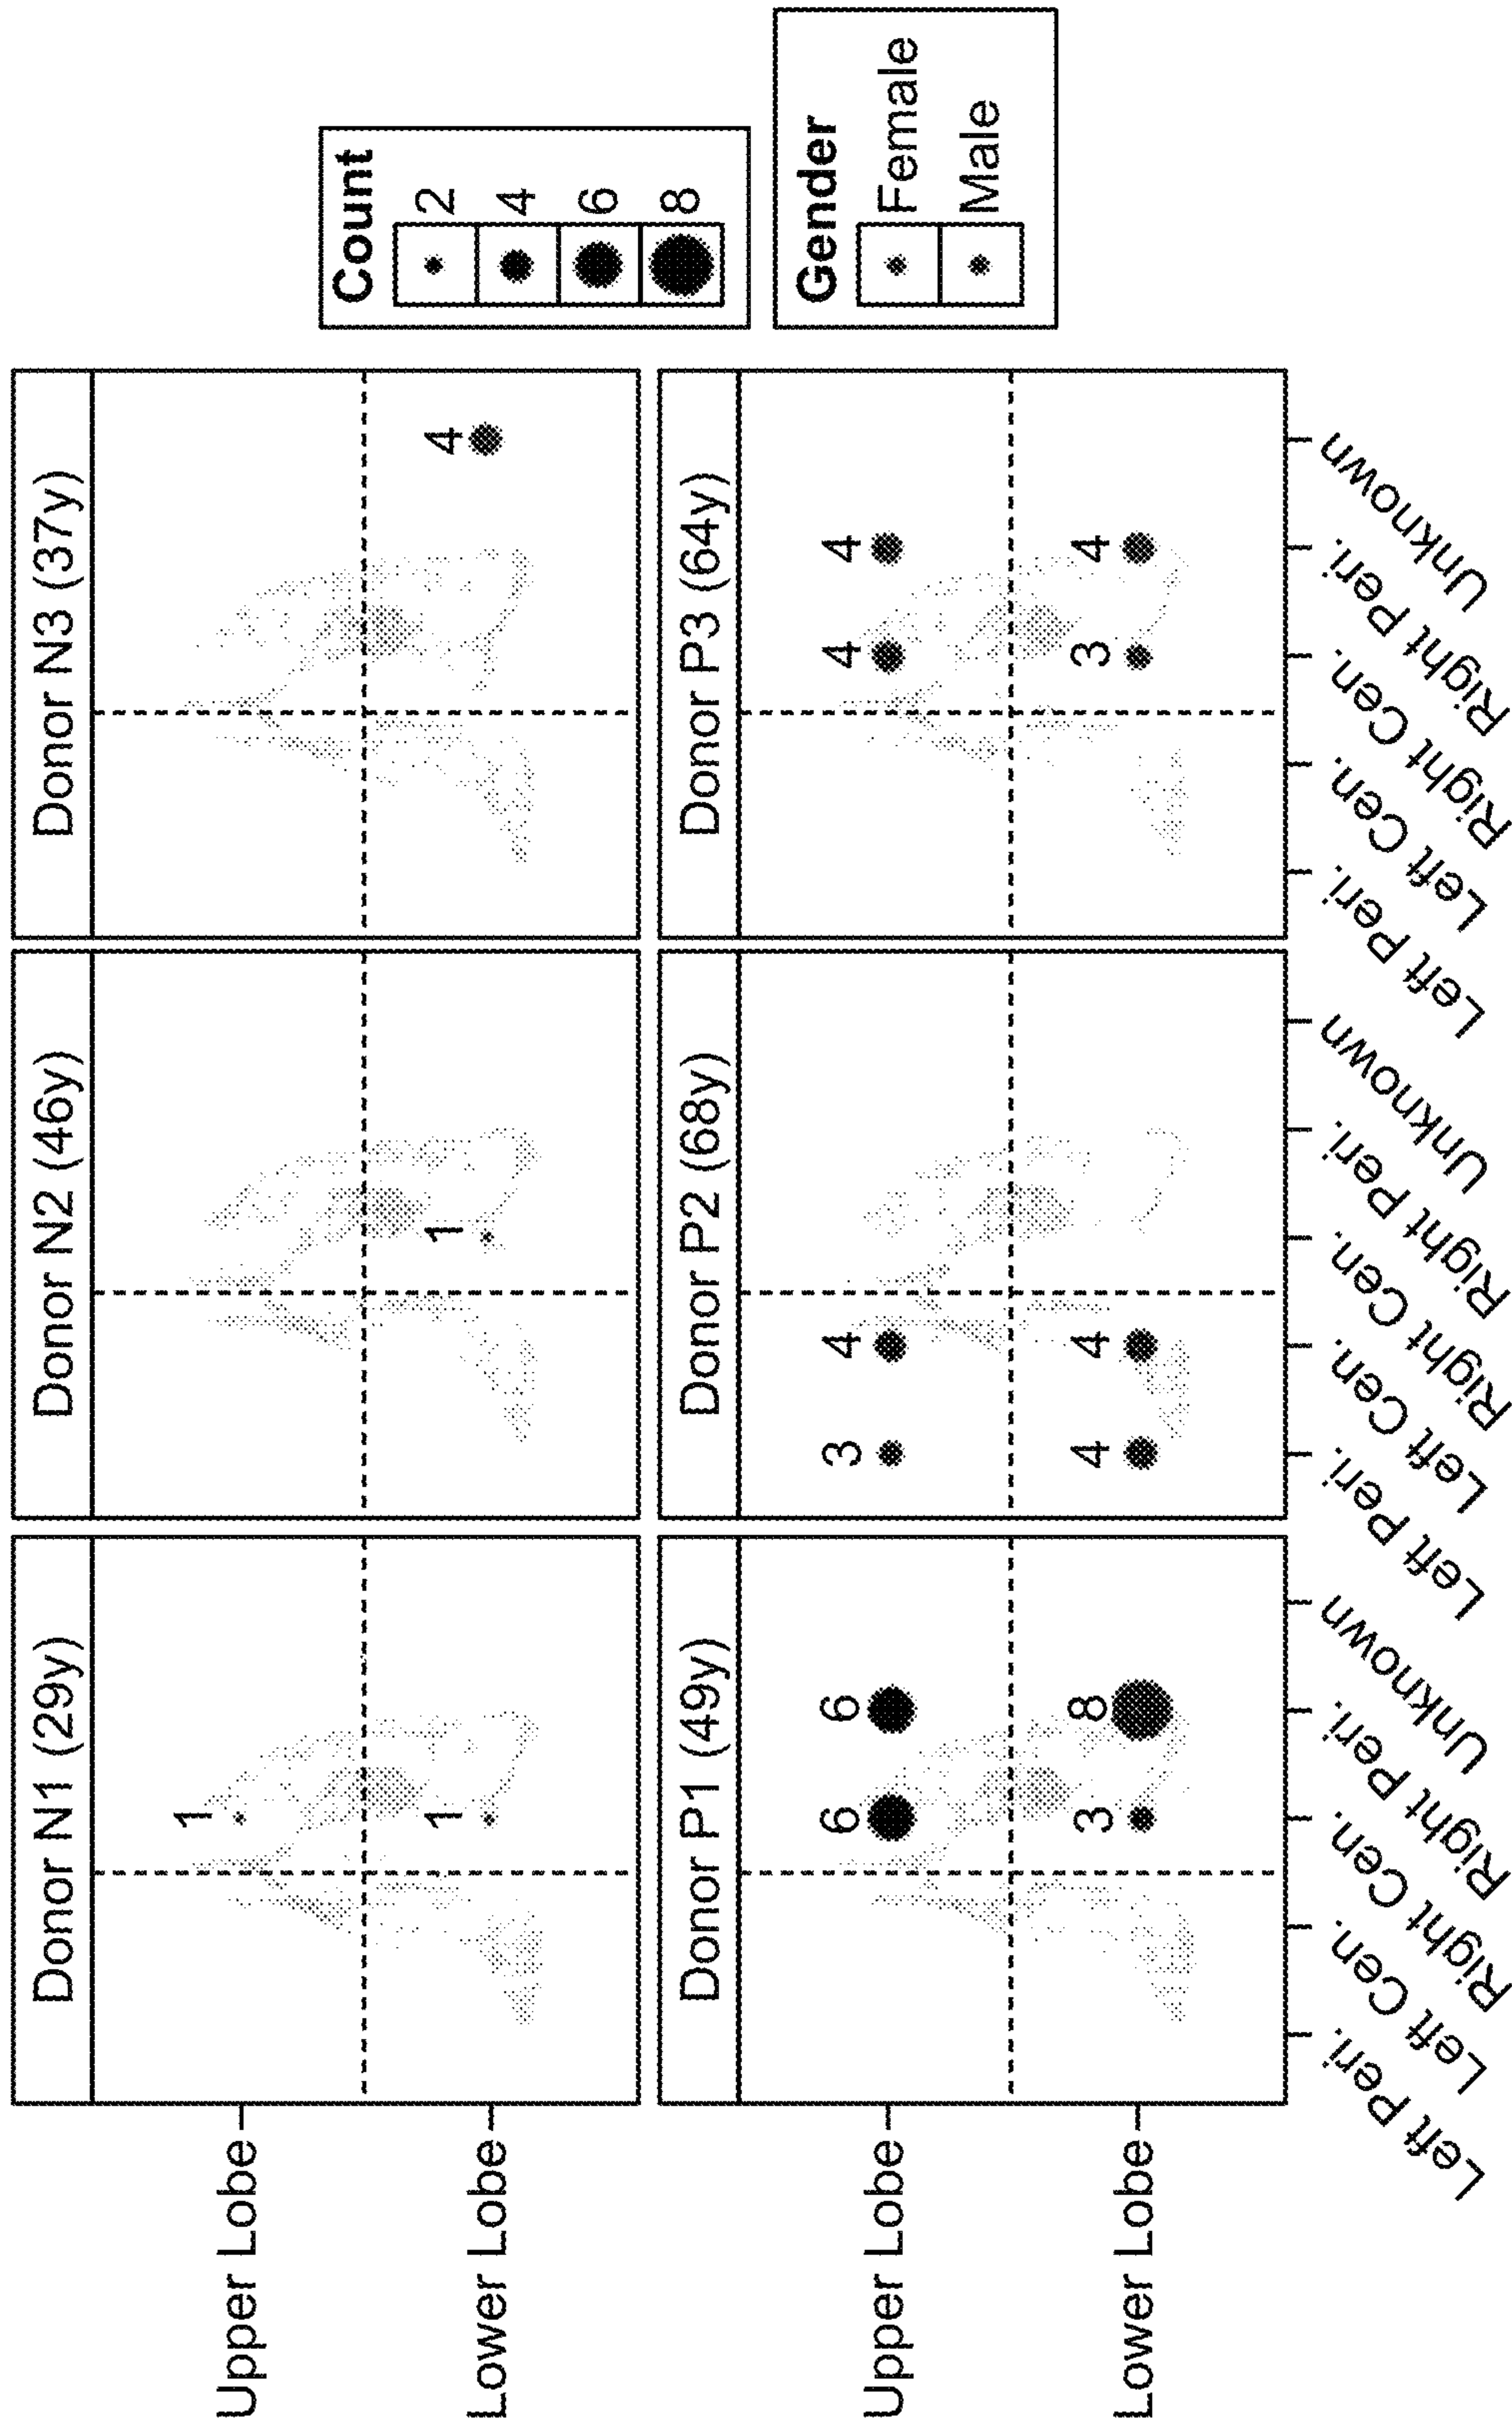 Donor N1 (29y)
Donor N2 (46y)
Donor N3 (37y)
Upper Lobe
1
Lower Lobe
1
1
4
Donor P1 (49y)
Donor P2 (68y)
Donor P3 (64y)
Upper Lobe
6
6
3
4
4
4
Lower Lobe
3
8
4
4
3
4
Left Peri.
Left Cen.
Right Cen.
Right Peri.
Unknown
Left Peri.
Left Cen.
Right Cen.
Right Peri.
Unknown
Left Peri.
Left Cen.
Right Cen.
Right Peri.
Unknown
Count
2
4
6
8
Gender
Female
Male